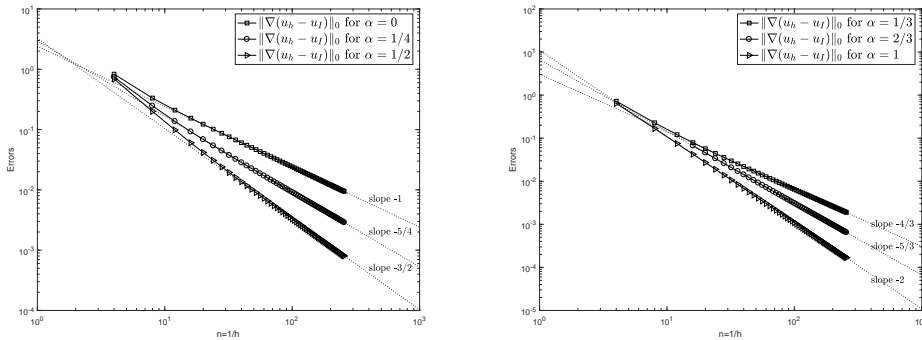 10^1
10^0
10^-1
10^-2
10^-3
10^-4
Errors
‖∇(u_h − u_I)‖_0 for α = 0
‖∇(u_h − u_I)‖_0 for α = 1/4
‖∇(u_h − u_I)‖_0 for α = 1/2
slope -1
slope -5/4
slope -3/2
10^0
10^1
10^2
10^3
n=1/h
10^2
10^1
10^0
10^-1
10^-2
10^-3
10^-4
10^-5
Errors
‖∇(u_h − u_I)‖_0 for α = 1/3
‖∇(u_h − u_I)‖_0 for α = 2/3
‖∇(u_h − u_I)‖_0 for α = 1
slope -4/3
slope -5/3
slope -2
10^0
10^1
10^2
10^3
n=1/h